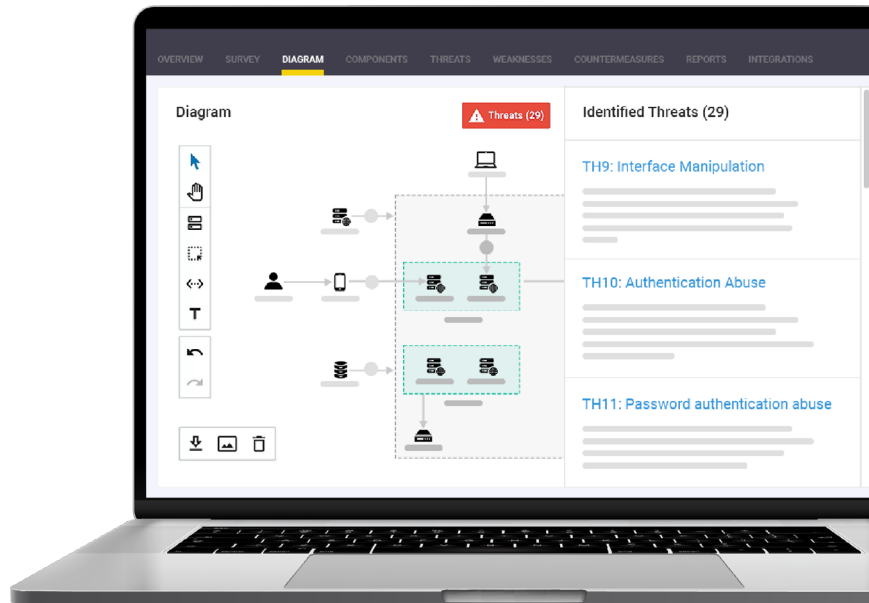 OVERVIEW SURVEY DIAGRAM COMPONENTS THREATS WEAKNESSES COUNTERMEASURES REPORTS INTEGRATIONS
Diagram
Threats (29)
Identified Threats (29)
TH9: Interface Manipulation
TH10: Authentication Abuse
TH11: Password authentication abuse
T